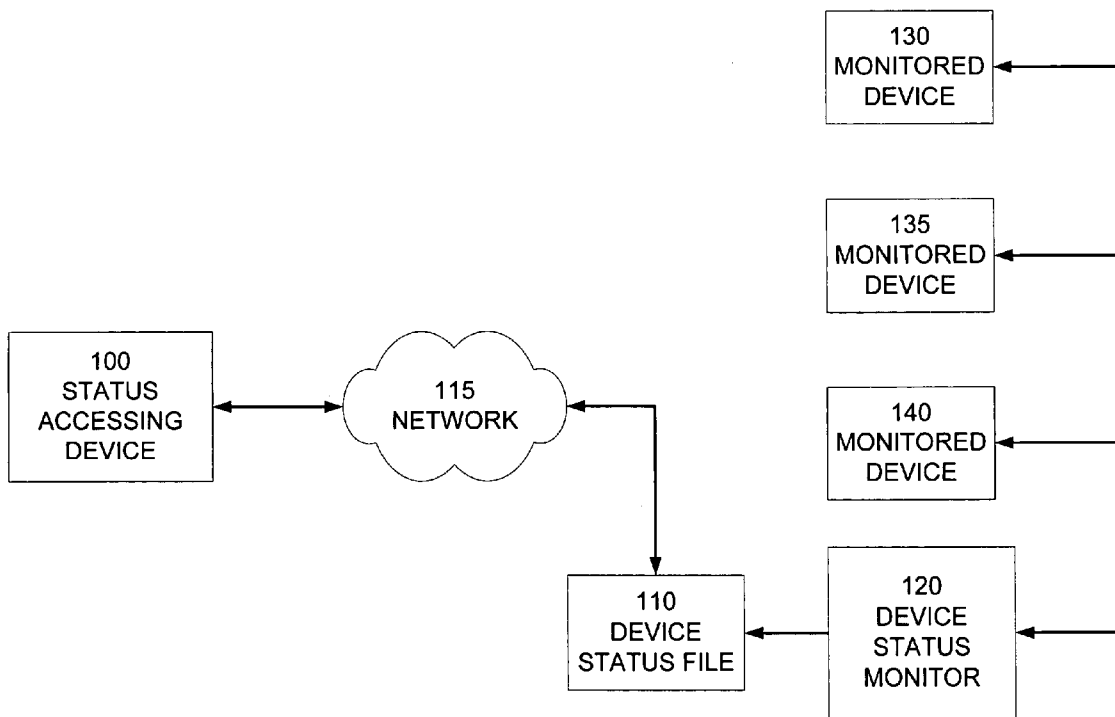 130
MONITORED
DEVICE
135
MONITORED
DEVICE
100
STATUS
ACCESSING
DEVICE
115
NETWORK
140
MONITORED
DEVICE
110
DEVICE
STATUS FILE
120
DEVICE
STATUS
MONITOR